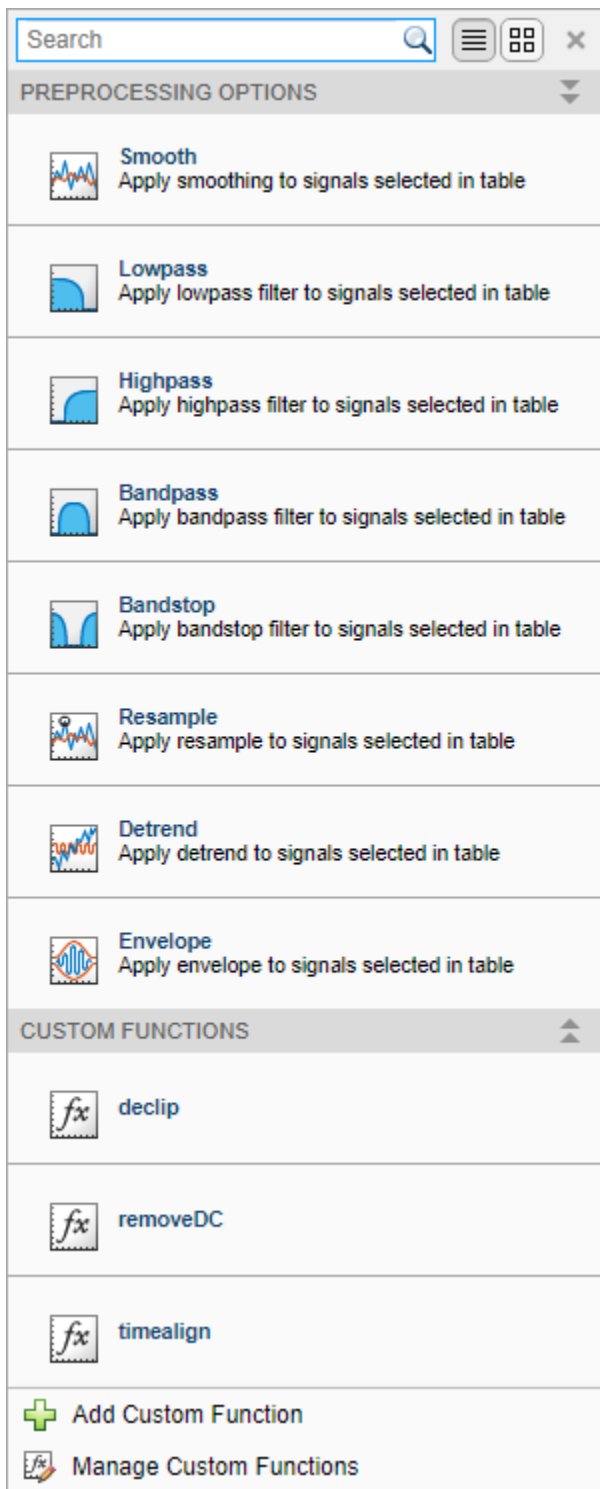 Search
PREPROCESSING OPTIONS
Smooth
Apply smoothing to signals selected in table
Lowpass
Apply lowpass filter to signals selected in table
Highpass
Apply highpass filter to signals selected in table
Bandpass
Apply bandpass filter to signals selected in table
Bandstop
Apply bandstop filter to signals selected in table
Resample
Apply resample to signals selected in table
Detrend
Apply detrend to signals selected in table
Envelope
Apply envelope to signals selected in table
CUSTOM FUNCTIONS
fx declip
fx removeDC
fx timealign
Add Custom Function
fx Manage Custom Functions